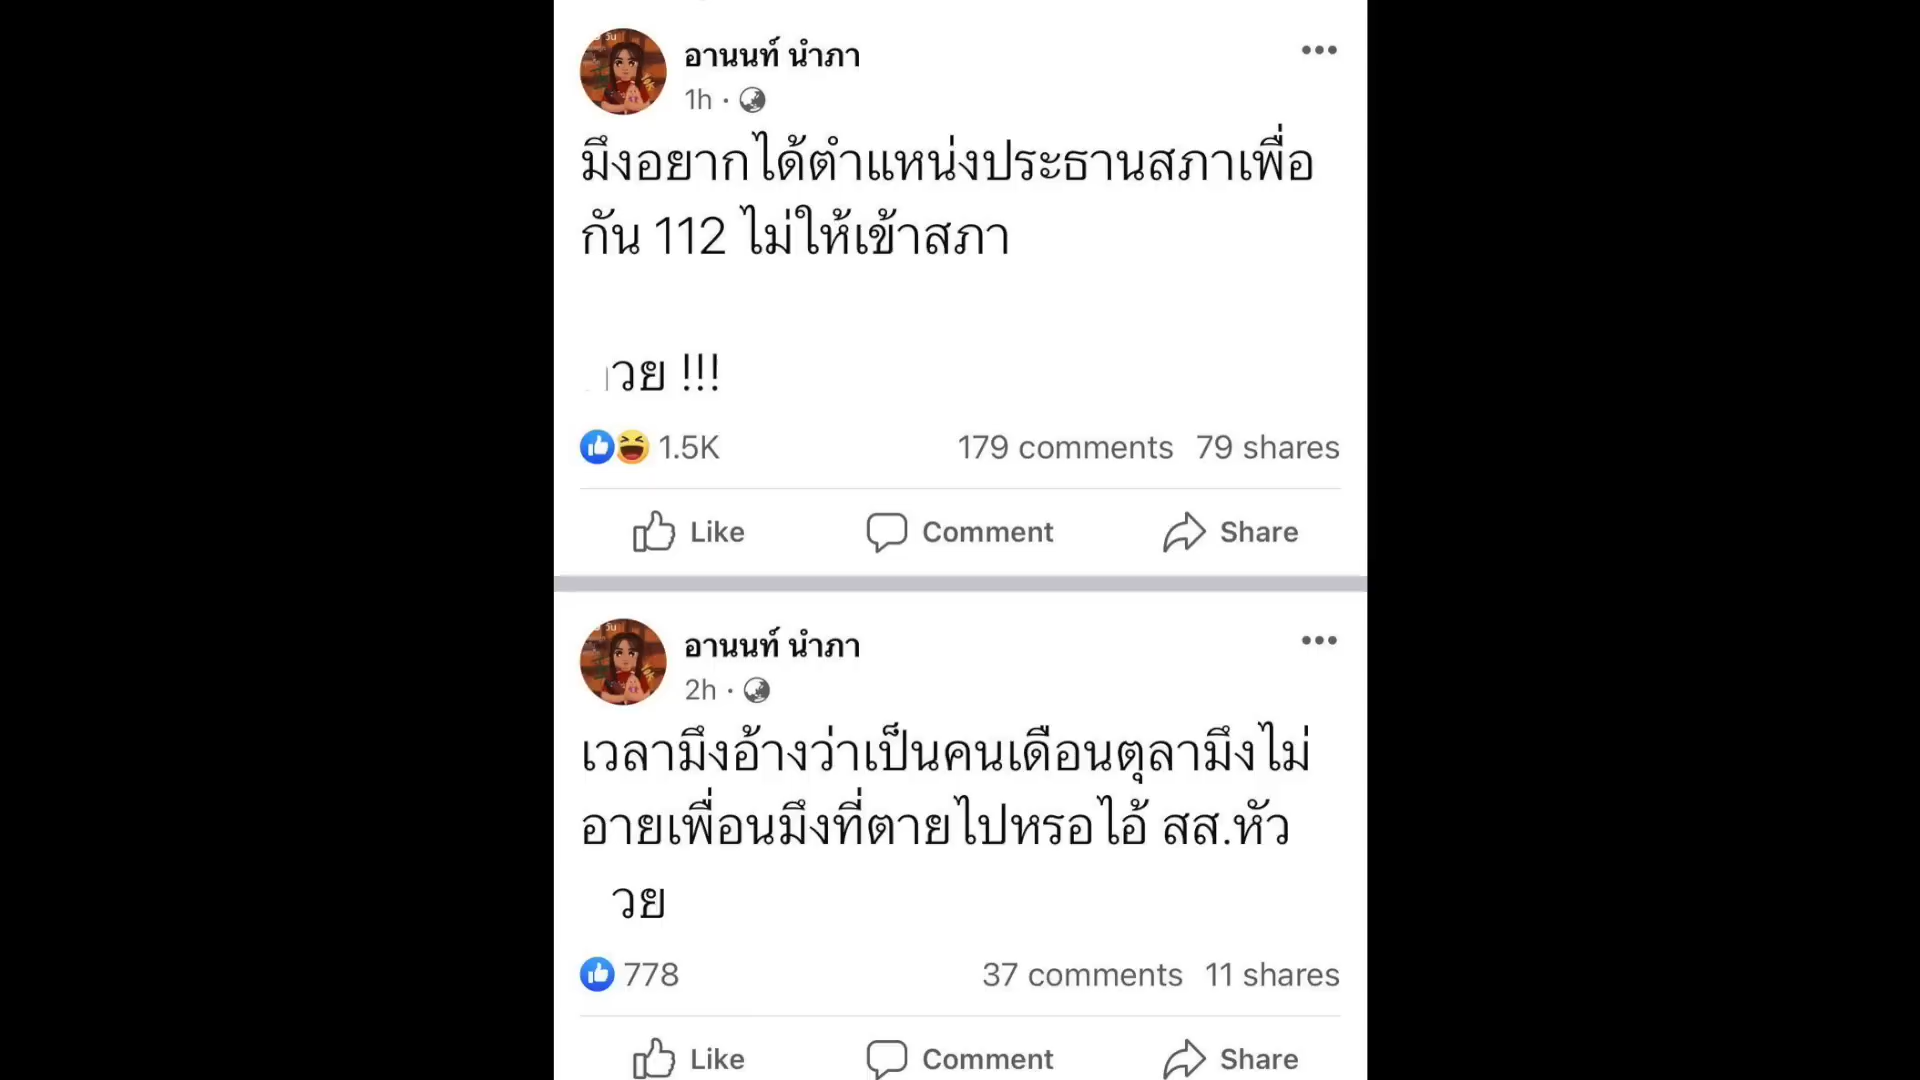 อานนท์ นำภา
1h
มึงอยากได้ตำแหน่งประธานสภาเพื่อ
กัน 112 ไม่ให้เข้าสภา
วย !!!
1.5K 179 comments 79 shares
Like Comment Share
อานนท์ นำภา
2h
เวลามึงอ้างว่าเป็นคนเดือนตุลามึงไม่
อายเพื่อนมึงที่ตายไปหรอไอ้ สส.หัว
วย
778 37 comments 11 shares
Like Comment Share